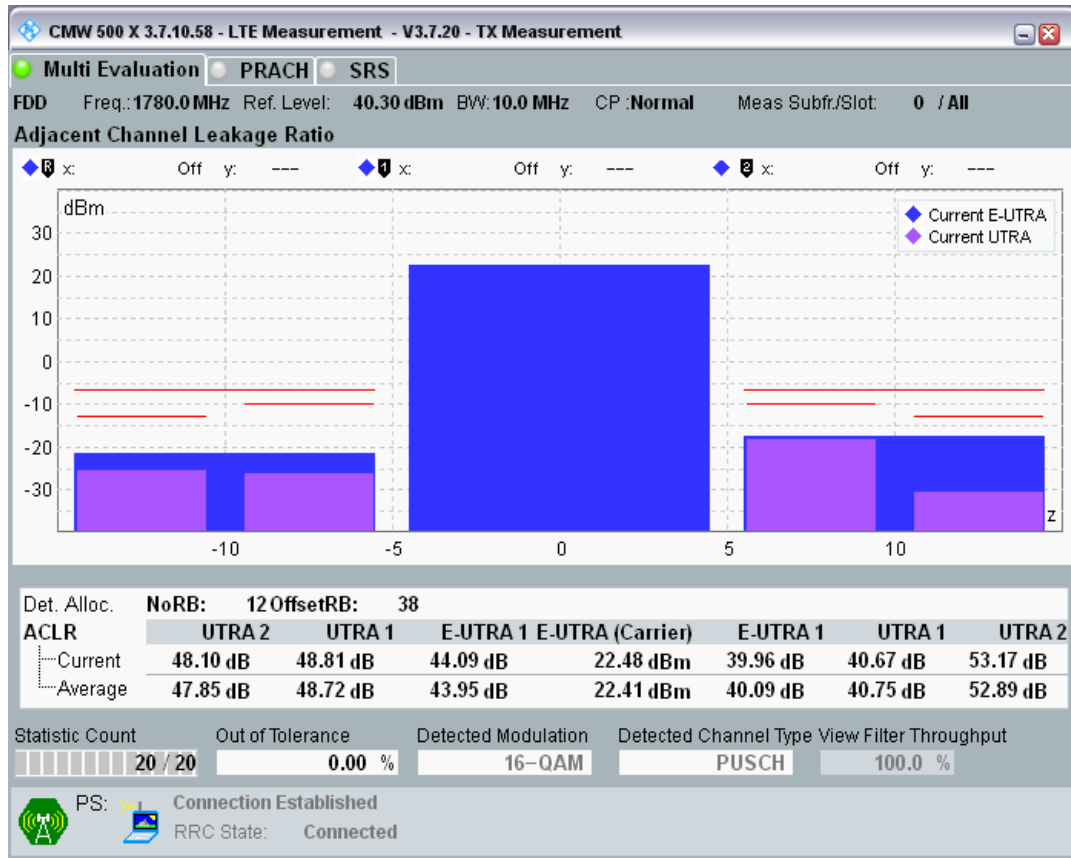 CMW 500 X 3.7.10.58 - LTE Measurement - V3.7.20 - TX Measurement
Multi Evaluation PRACH SRS
FDD Freq.: 1780.0 MHz Ref. Level: 40.30 dBm BW: 10.0 MHz CP : Normal Meas Subfr./Slot: 0 / All
Adjacent Channel Leakage Ratio
R x: Off y: --- 1 x: Off y: --- 2 x: Off y: ---
dBm
Current E-UTRA
Current UTRA
30
20
10
0
-10
-20
-30
z
-10 -5 0 5 10
Det. Alloc. NoRB: 12 OffsetRB: 38
ACLR UTRA 2 UTRA 1 E-UTRA 1 E-UTRA (Carrier) E-UTRA 1 UTRA 1 UTRA 2
Current 48.10 dB 48.81 dB 44.09 dB 22.48 dBm 39.96 dB 40.67 dB 53.17 dB
Average 47.85 dB 48.72 dB 43.95 dB 22.41 dBm 40.09 dB 40.75 dB 52.89 dB
Statistic Count Out of Tolerance Detected Modulation Detected Channel Type View Filter Throughput
20 / 20 0.00 % 16-QAM PUSCH 100.0 %
PS: Connection Established
RRC State: Connected